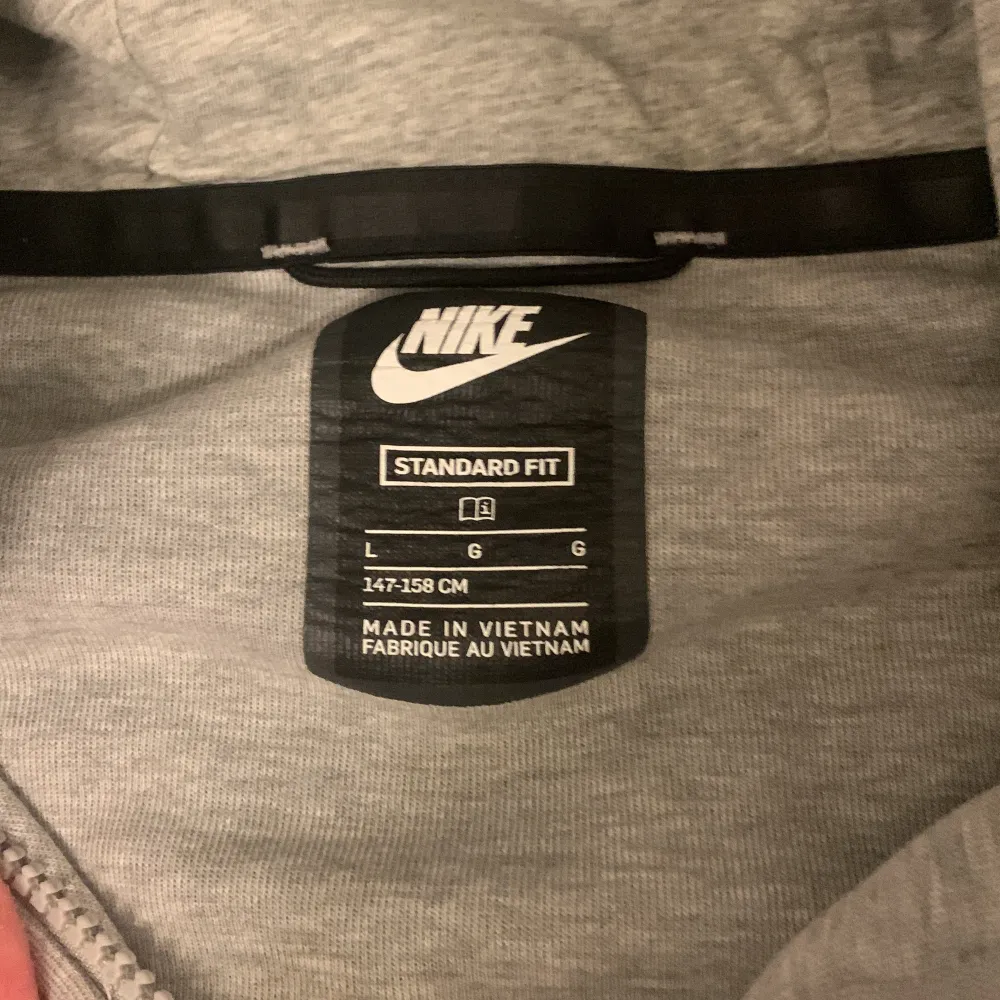 NIKE
STANDARD FIT
i
L G G
147-158 CM
MADE IN VIETNAM
FABRIQUE AU VIETNAM